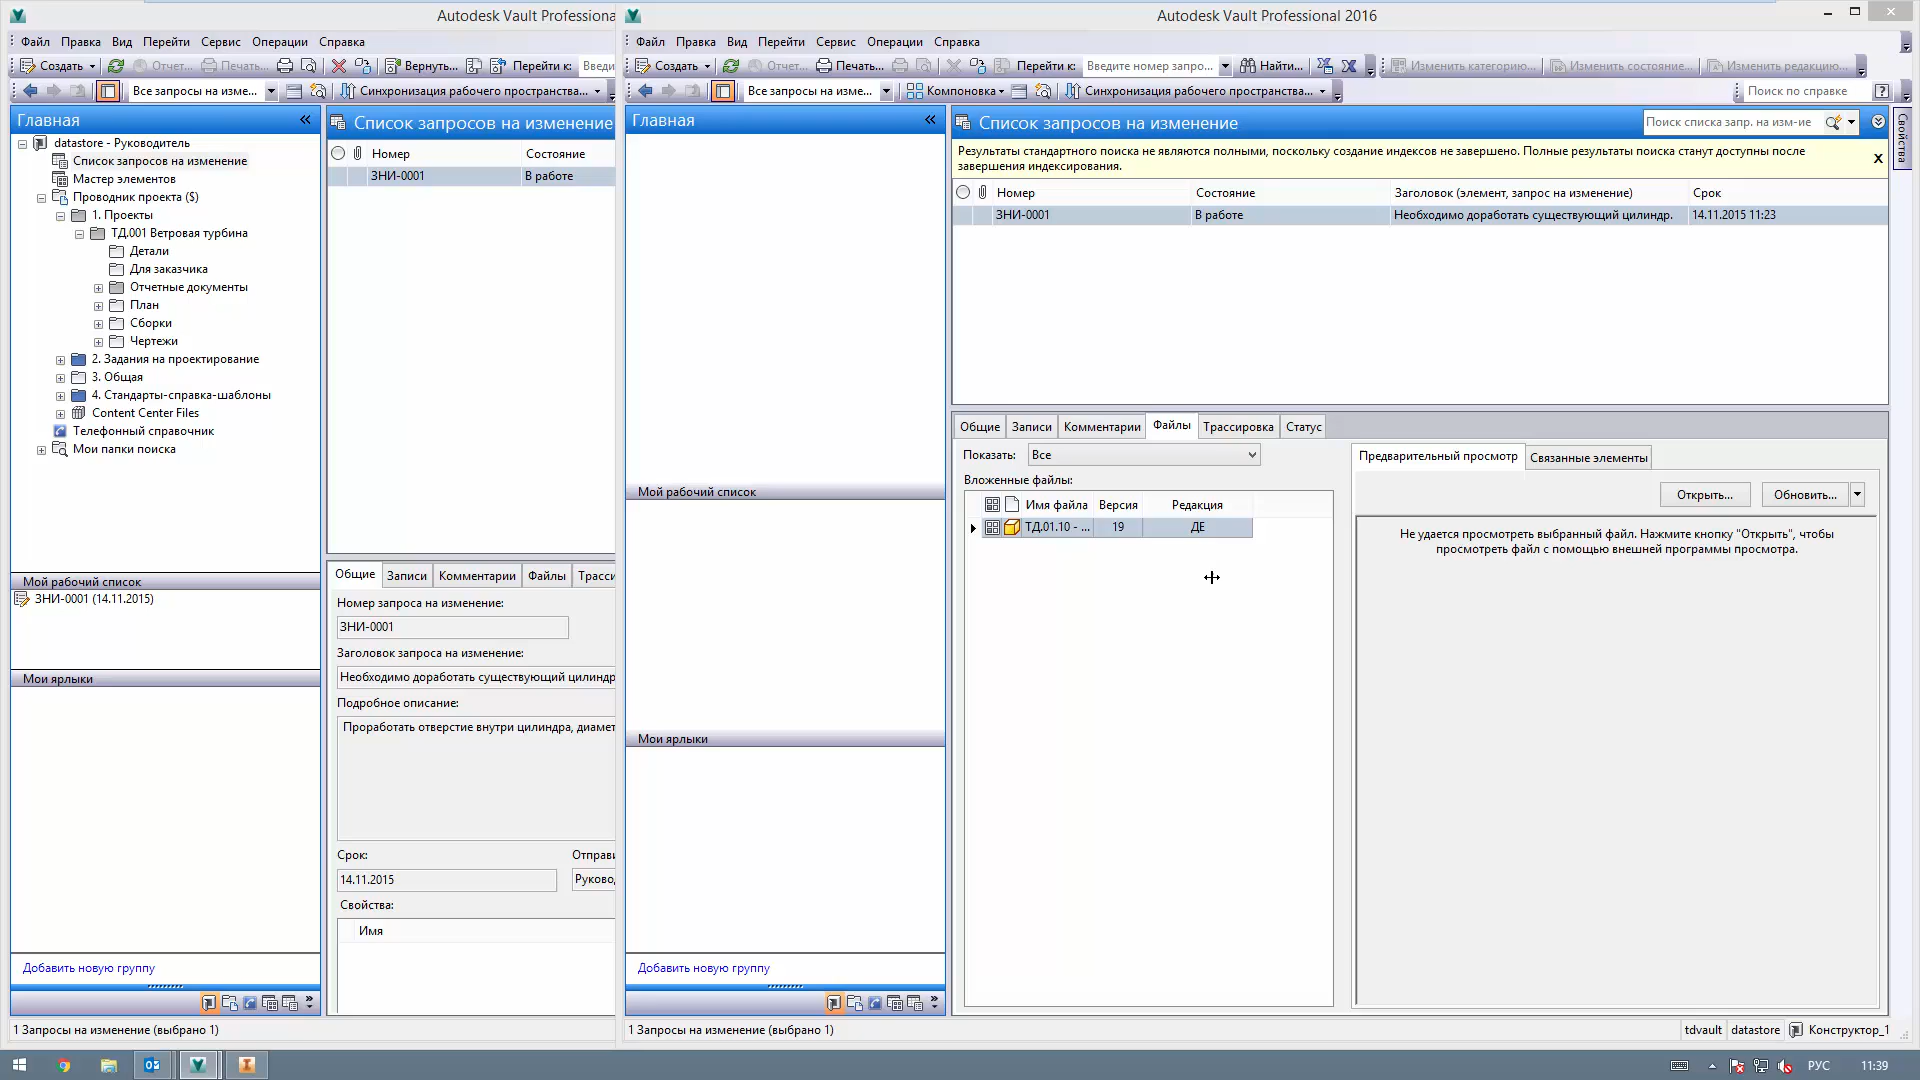 Autodesk Vault Professiona
Файл Правка Вид Перейти Сервис Операции Справка
Создать Отчет... Печать... Вернуть... Перейти к: Введи
Все запросы на изме... Синхронизация рабочего пространства...
Главная
datastore - Руководитель
Список запросов на изменение
Мастер элементов
Проводник проекта ($)
1. Проекты
ТД.001 Ветровая турбина
Детали
Для заказчика
Отчетные документы
План
Сборки
Чертежи
2. Задания на проектирование
3. Общая
4. Стандарты-справка-шаблоны
Content Center Files
Телефонный справочник
Мои папки поиска
Мой рабочий список
ЗНИ-0001 (14.11.2015)
Мои ярлыки
Добавить новую группу
1 Запросы на изменение (выбрано 1)
Список запросов на изменение
Номер Состояние
ЗНИ-0001 В работе
Общие Записи Комментарии Файлы Трасси
Номер запроса на изменение:
ЗНИ-0001
Заголовок запроса на изменение:
Необходимо доработать существующий цилиндр
Подробное описание:
Проработать отверстие внутри цилиндра, диамет
Срок: Отправи
14.11.2015 Руково
Свойства:
Имя
Autodesk Vault Professional 2016
Файл Правка Вид Перейти Сервис Операции Справка
Создать Отчет... Печать... Перейти к: Введите номер запро... Найти... Изменить категорию... Изменить состояние... Изменить редакцию...
Все запросы на изме... Компоновка Синхронизация рабочего пространства... Поиск по справке
Главная
Мой рабочий список
Мои ярлыки
Добавить новую группу
Список запросов на изменение Поиск списка запр. на изм-ие
Свойства
Результаты стандартного поиска не являются полными, поскольку создание индексов не завершено. Полные результаты поиска станут доступны после
завершения индексирования. X
Номер Состояние Заголовок (элемент, запрос на изменение) Срок
ЗНИ-0001 В работе Необходимо доработать существующий цилиндр. 14.11.2015 11:23
Общие Записи Комментарии Файлы Трассировка Статус
Показать: Все
Вложенные файлы:
Имя файла Версия Редакция
ТД.01.10 - ... 19 ДЕ
Предварительный просмотр Связанные элементы
Открыть... Обновить...
Не удается просмотреть выбранный файл. Нажмите кнопку "Открыть", чтобы
просмотреть файл с помощью внешней программы просмотра.
1 Запросы на изменение (выбрано 1) tdvault datastore Конструктор_1
РУС 11:39